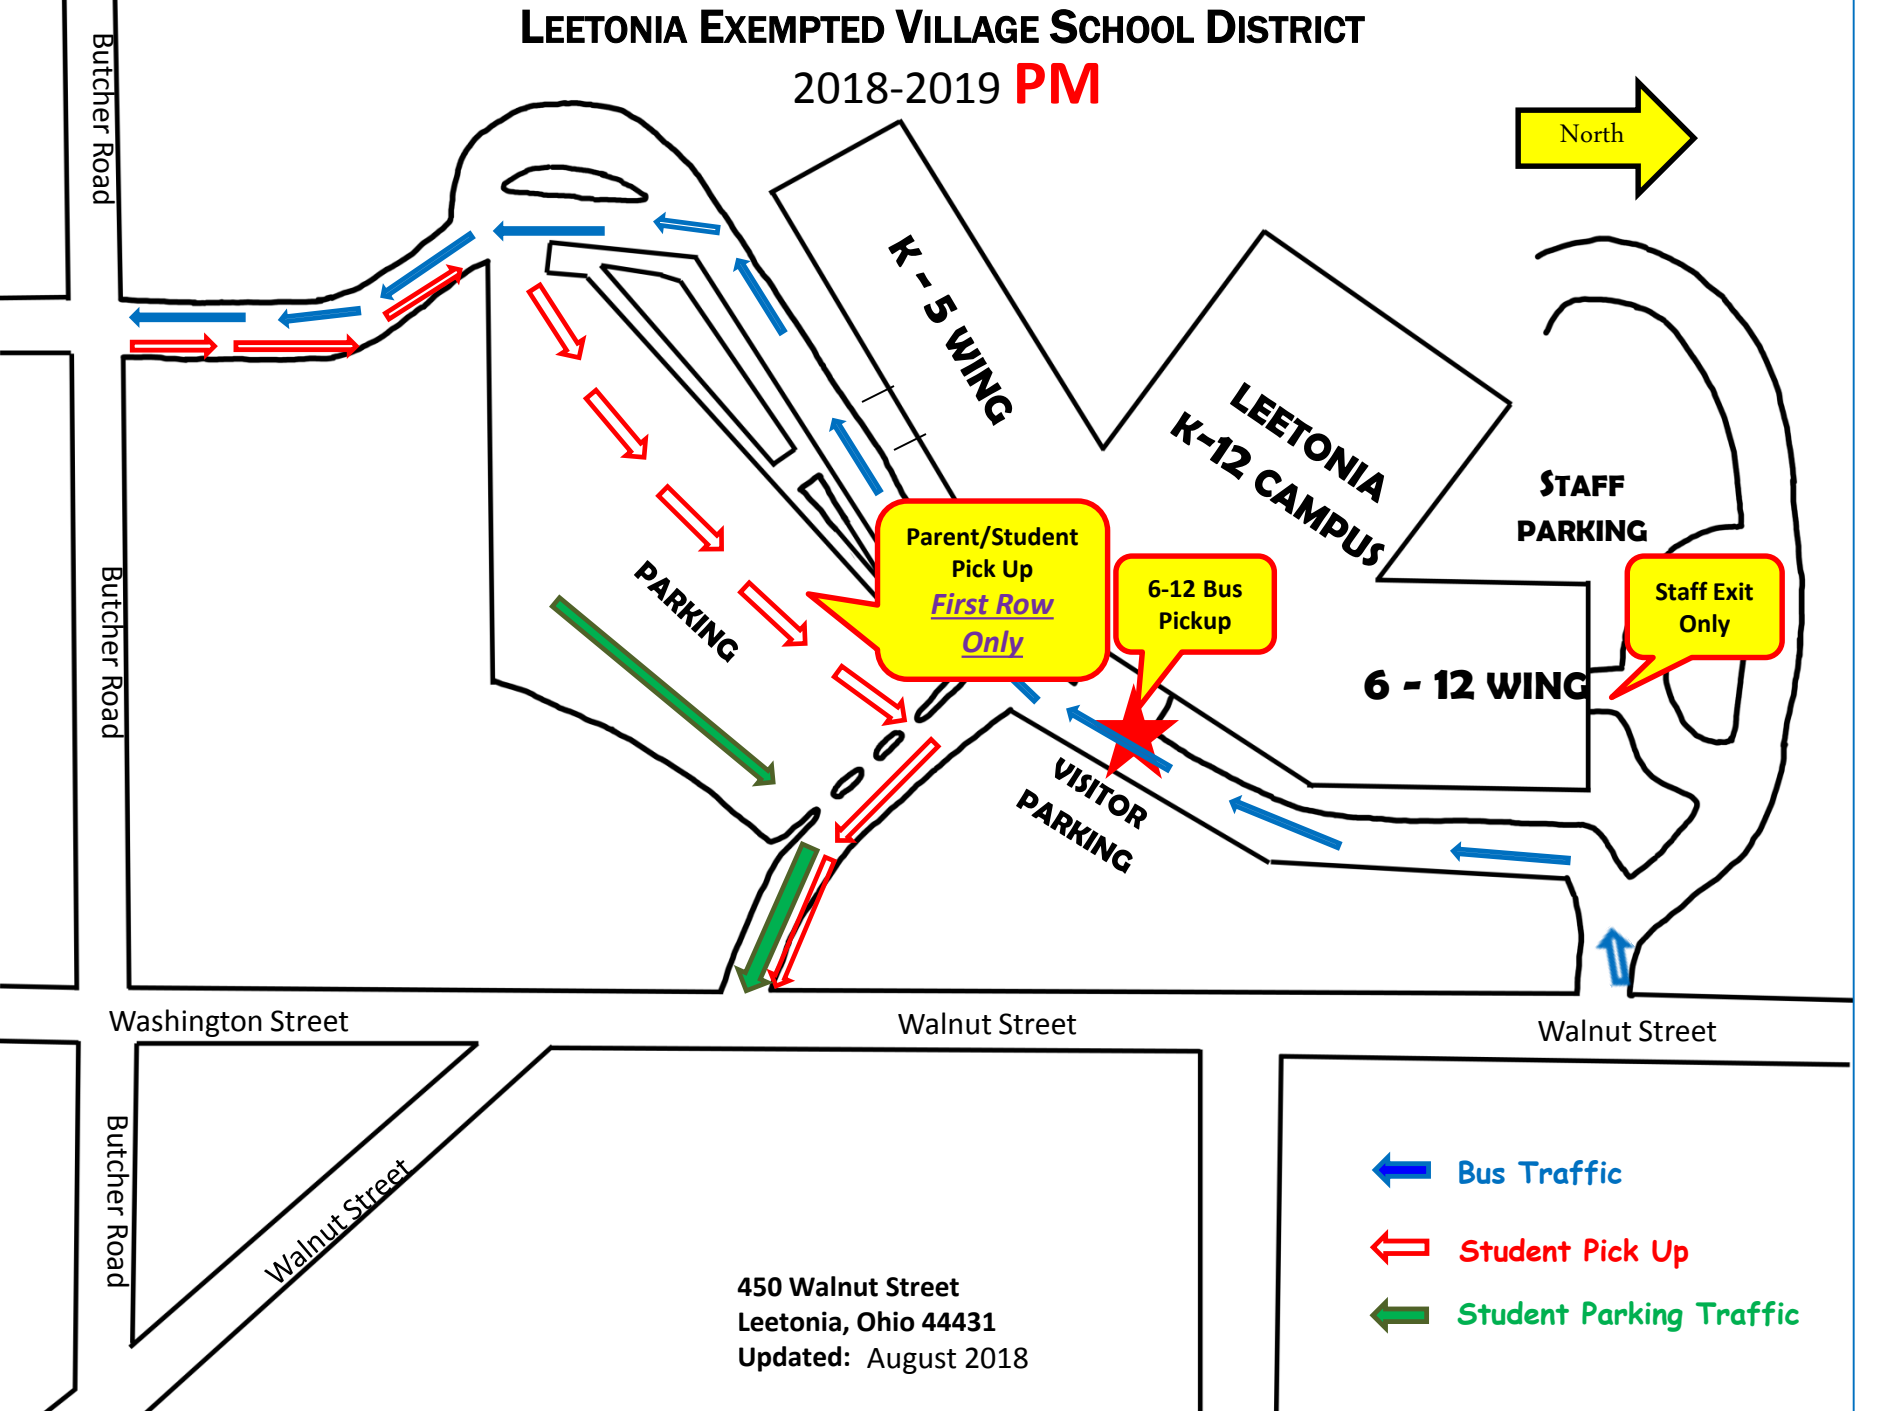 LEETONIA EXEMPTED VILLAGE SCHOOL DISTRICT
2018-2019 PM
North
Butcher Road
K - 5 WING
LEETONIA
K-12 CAMPUS
STAFF
PARKING
Parent/Student
Pick Up
First Row
Only
6-12 Bus
Pickup
Staff Exit
Only
PARKING
Butcher Road
6 - 12 WING
VISITOR
PARKING
Washington Street
Walnut Street
Walnut Street
Butcher Road
Walnut Street
Bus Traffic
Student Pick Up
Student Parking Traffic
450 Walnut Street
Leetonia, Ohio 44431
Updated: August 2018